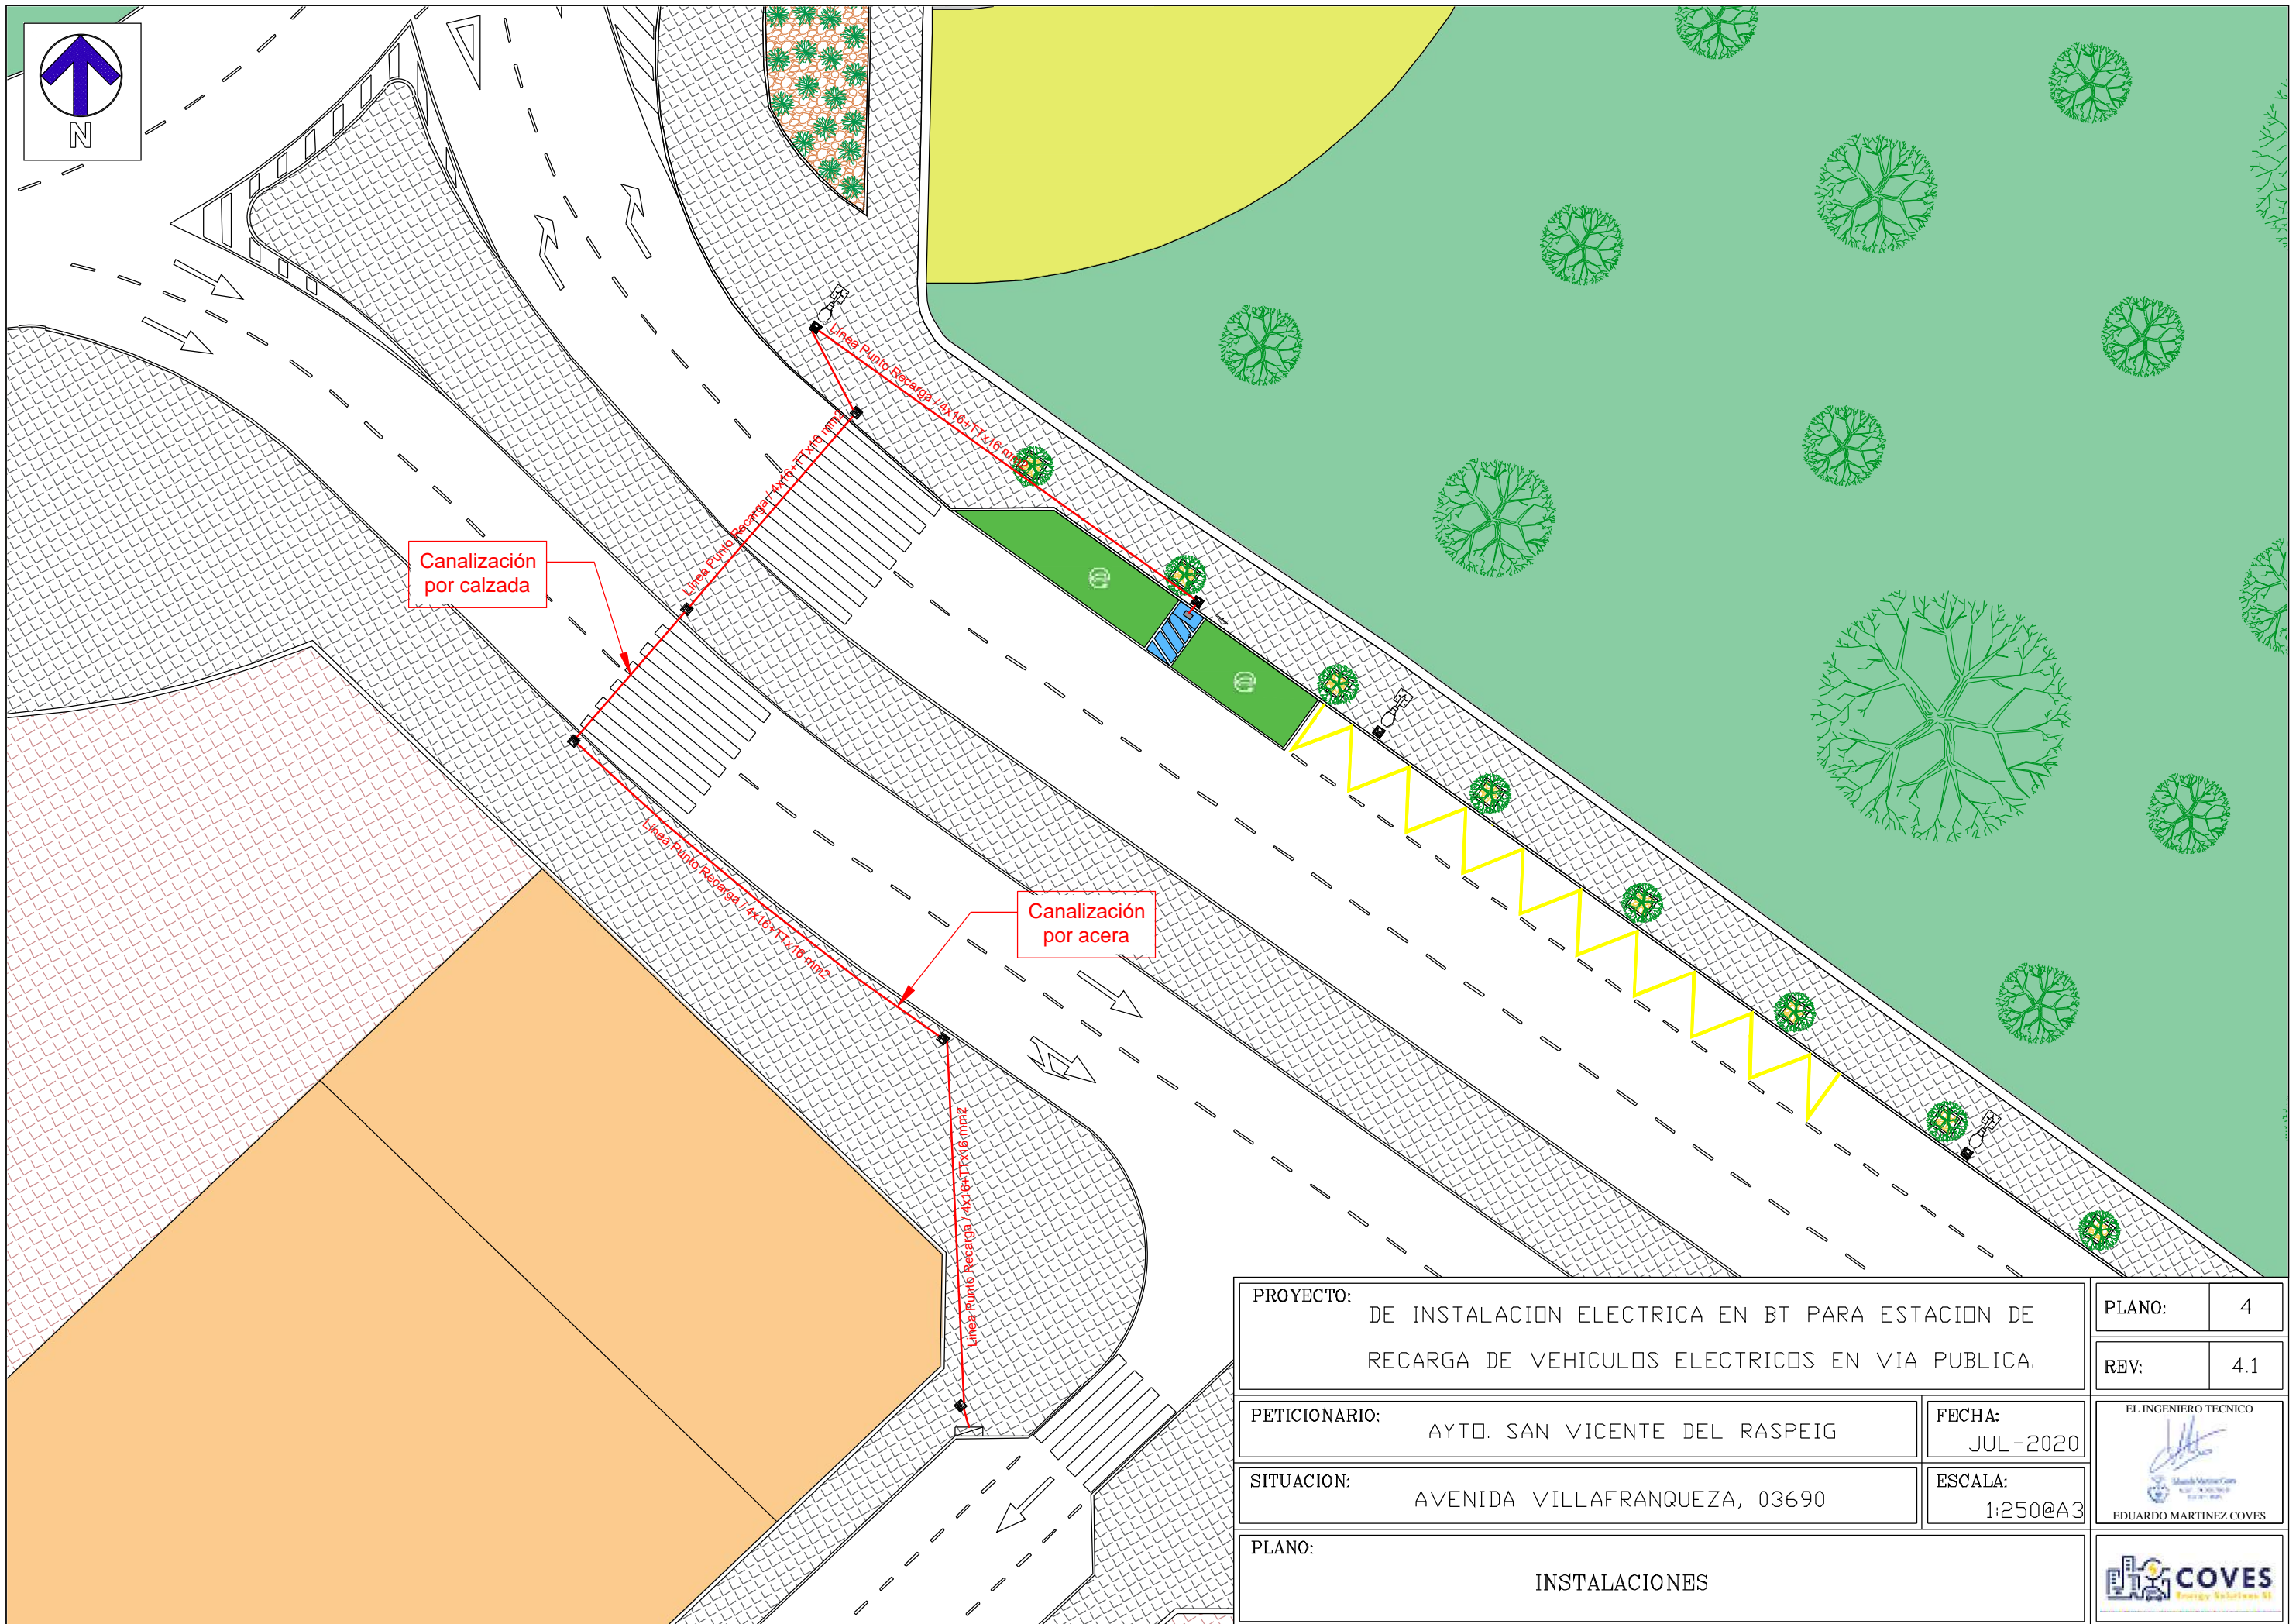 N
Línea Punto Recarga / 4x16+TTx16 mm2
Línea Punto Recarga / 4x16+TTx16 mm2
Canalización
por calzada
@
@
Línea Punto Recarga / 4x16+TTx16 mm2
Canalización
por acera
Línea Punto Recarga / 4x16+TTx16 mm2
PROYECTO:
DE INSTALACION ELECTRICA EN BT PARA ESTACION DE
RECARGA DE VEHICULOS ELECTRICOS EN VIA PUBLICA.
PLANO: 4
REV: 4.1
PETICIONARIO:
AYTO. SAN VICENTE DEL RASPEIG
FECHA:
JUL-2020
EL INGENIERO TECNICO
SITUACION:
AVENIDA VILLAFRANQUEZA, 03690
ESCALA:
1:250@A3
EDUARDO MARTINEZ COVES
PLANO:
INSTALACIONES
COVES
Energy Solutions Sl